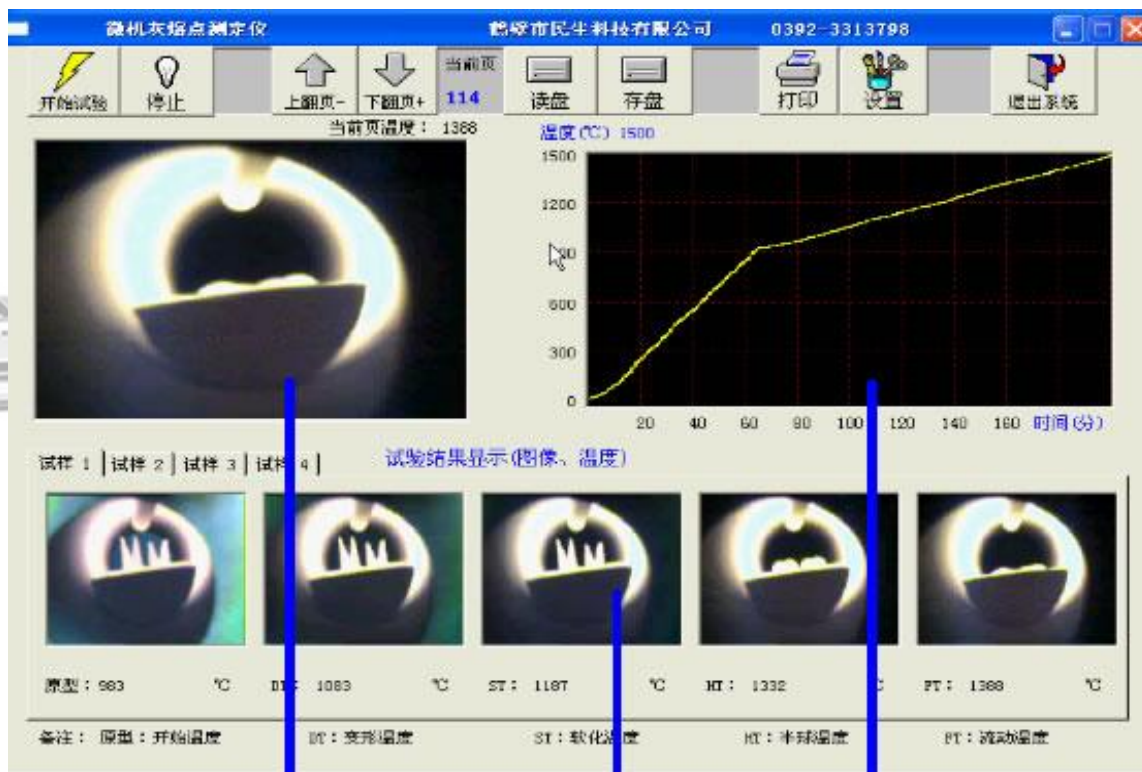 微机灰熔点测定仪 鹤壁市民生科技有限公司 0392-3313798
开始试验 停止 上翻页- 下翻页+ 当前页 114 读盘 存盘 打印 设置 退出系统
当前页温度： 1388
温度(℃) 1500
1500
1200
600
300
0
20 40 60 80 100 120 140 160 时间(分)
试样 1 试样 2 试样 3 试样 4 试验结果显示(图像、温度)
原型：983 ℃ DT： 1083 ℃ ST： 1187 ℃ HT： 1332 FT： 1388 ℃
备注： 原型：开始温度 DT：变形温度 ST：软化温度 HT：半球温度 FT：流动温度